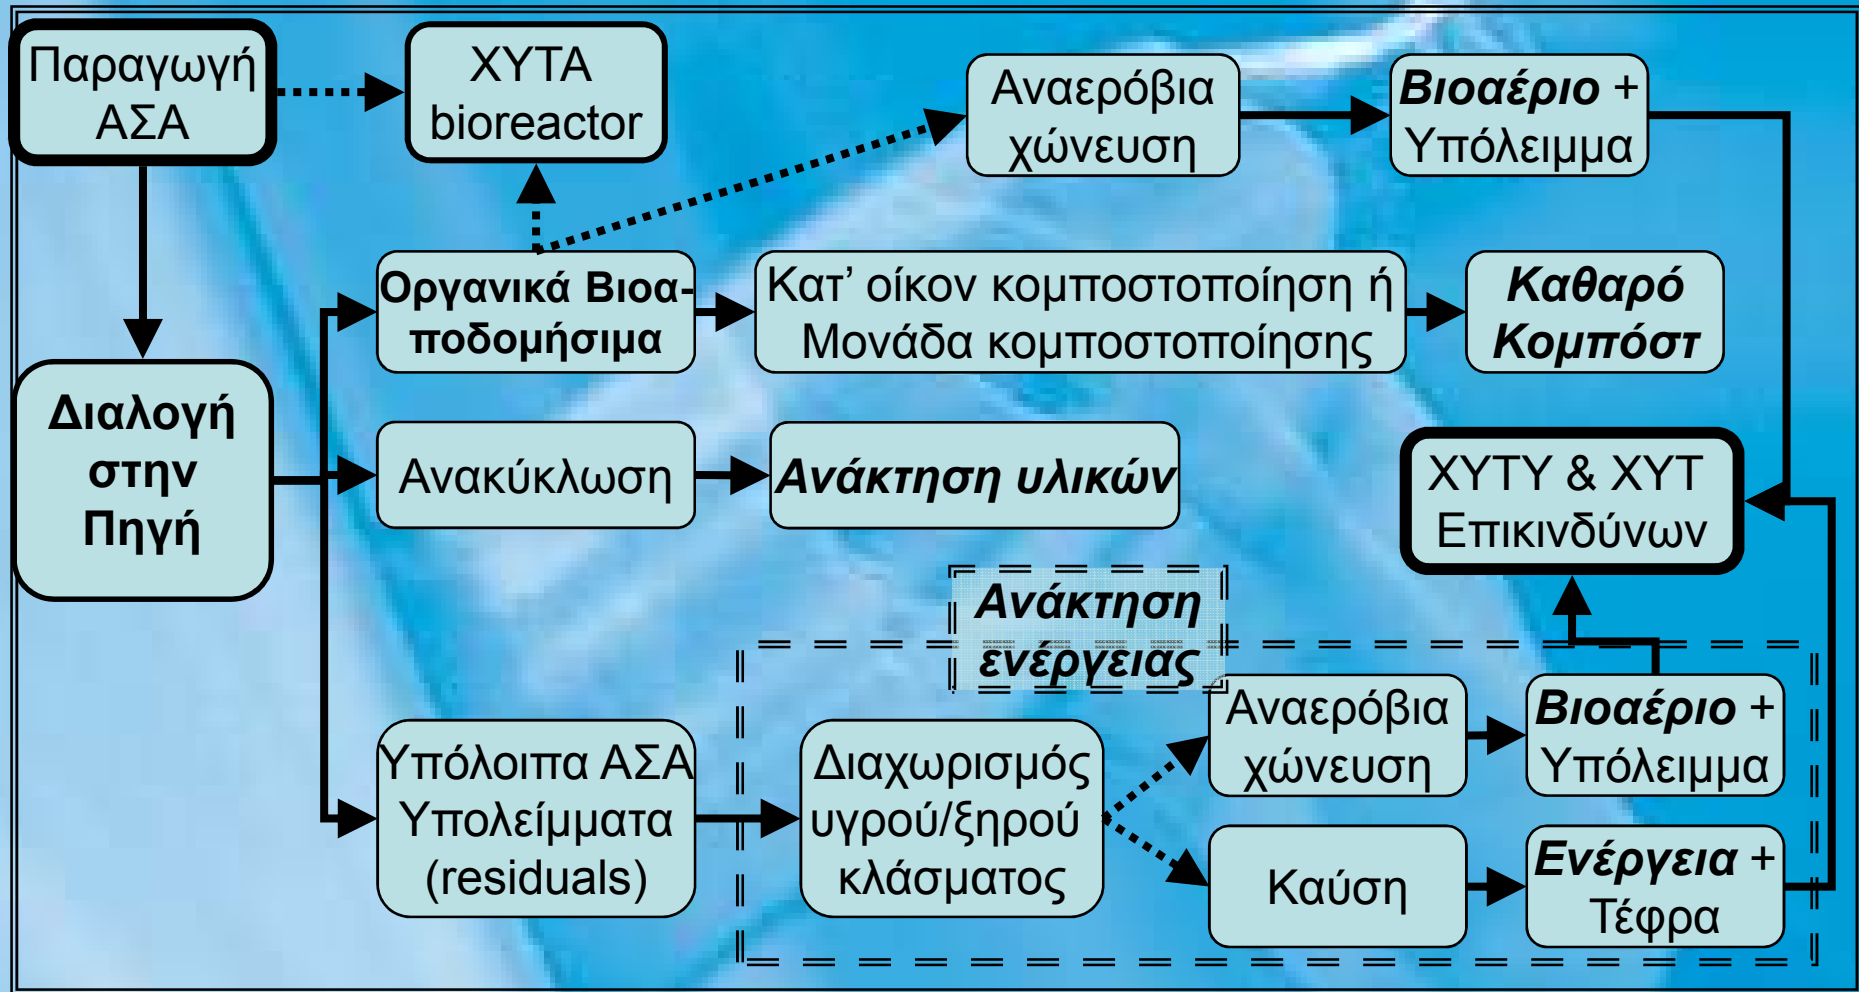 Παραγωγή
ΑΣΑ
ΧΥΤΑ
bioreactor
Αναερόβια
χώνευση
Βιοαέριο +
Υπόλειμμα
Οργανικά Βιοα-
ποδομήσιμα
Κατ’ οίκον κομποστοποίηση ή
Μονάδα κομποστοποίησης
Καθαρό
Κομπόστ
Διαλογή
στην
Πηγή
Ανακύκλωση
Ανάκτηση υλικών
ΧΥΤΥ & ΧΥΤ
Επικινδύνων
Ανάκτηση
ενέργειας
Υπόλοιπα ΑΣΑ
Υπολείμματα
(residuals)
Διαχωρισμός
υγρού/ξηρού
κλάσματος
Αναερόβια
χώνευση
Βιοαέριο +
Υπόλειμμα
Καύση
Ενέργεια +
Τέφρα